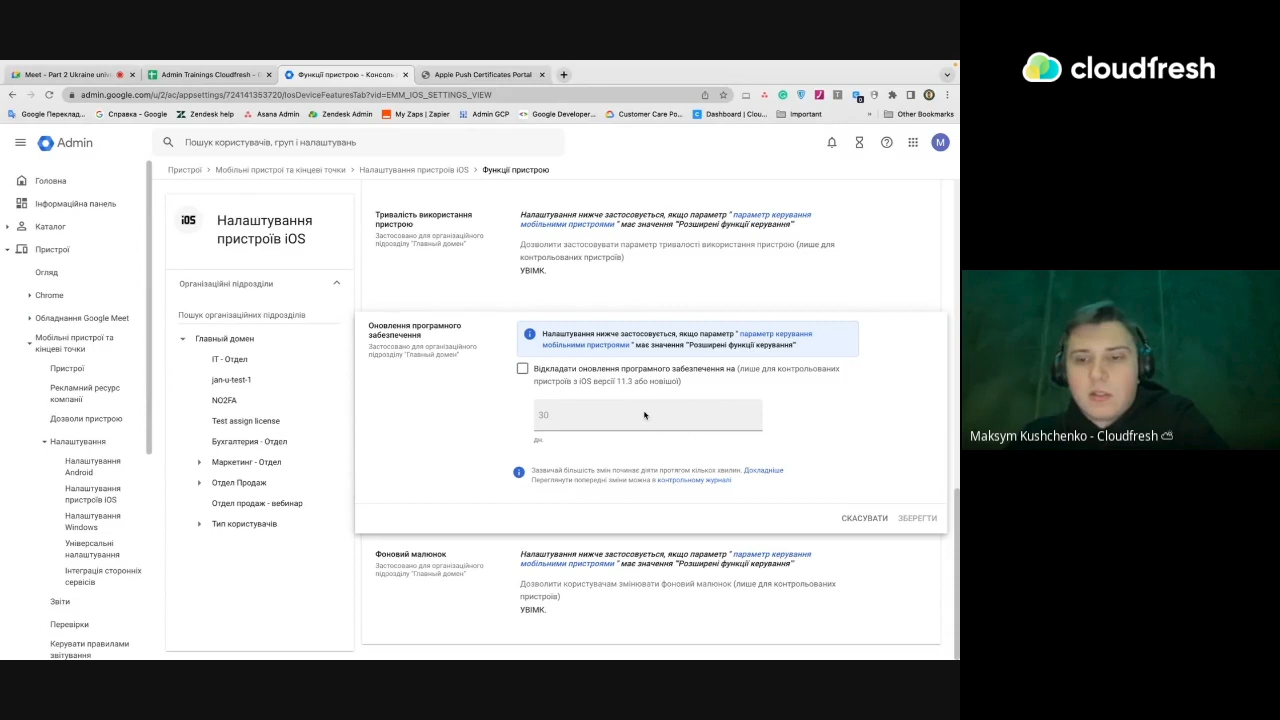 Meet - Part 2 Ukraine univ
Admin Trainings Cloudfresh - G
Функції пристрою - Консоль
Apple Push Certificates Portal
admin.google.com/u/2/ac/appsettings/724141353720/IosDeviceFeaturesTab?vid=EMM_IOS_SETTINGS_VIEW
Google Переклад...
Справка - Google
Zendesk help
Asana Admin
Zendesk Admin
My Zaps | Zapier
Admin GCP
Google Developer...
Customer Care Po...
Dashboard | Clou...
Important
Other Bookmarks
Admin
Пошук користувачів, груп і налаштувань
M
Головна
Інформаційна панель
Каталог
Пристрої
Огляд
Chrome
Обладнання Google Meet
Мобільні пристрої та
кінцеві точки
Пристрої
Рекламний ресурс
компанії
Дозволи пристрою
Налаштування
Налаштування
Android
Налаштування
пристроїв iOS
Налаштування
Windows
Універсальні
налаштування
Інтеграція сторонніх
сервісів
Звіти
Перевірки
Керувати правилами
звітування
Пристрої > Мобільні пристрої та кінцеві точки > Налаштування пристроїв iOS > Функції пристрою
iOS
Налаштування
пристроїв iOS
Організаційні підрозділи
Пошук організаційних підрозділів
Главный домен
IT - Отдел
jan-u-test-1
NO2FA
Test assign license
Бухгалтерия - Отдел
Маркетинг - Отдел
Отдел Продаж
Отдел продаж - вебинар
Тип користувачів
Тривалість використання
пристрою
Застосовано для організаційного
підрозділу "Главный домен"
Налаштування нижче застосовується, якщо параметр " параметр керування
мобільними пристроями " має значення "Розширені функції керування"
Дозволити застосовувати параметр тривалості використання пристрою (лише для
контрольованих пристроїв)
УВІМК.
Оновлення програмного
забезпечення
Застосовано для організаційного
підрозділу "Главный домен"
Налаштування нижче застосовується, якщо параметр " параметр керування
мобільними пристроями " має значення "Розширені функції керування"
Відкладати оновлення програмного забезпечення на (лише для контрольованих
пристроїв з iOS версії 11.3 або новішої)
30
дн.
Зазвичай більшість змін починає діяти протягом кількох хвилин. Докладніше
Переглянути попередні зміни можна в контрольному журналі
СКАСУВАТИ
ЗБЕРЕГТИ
Фоновий малюнок
Застосовано для організаційного
підрозділу "Главный домен"
Налаштування нижче застосовується, якщо параметр " параметр керування
мобільними пристроями " має значення "Розширені функції керування"
Дозволити користувачам змінювати фоновий малюнок (лише для контрольованих
пристроїв)
УВІМК.
cloudfresh
Maksym Kushchenko - Cloudfresh